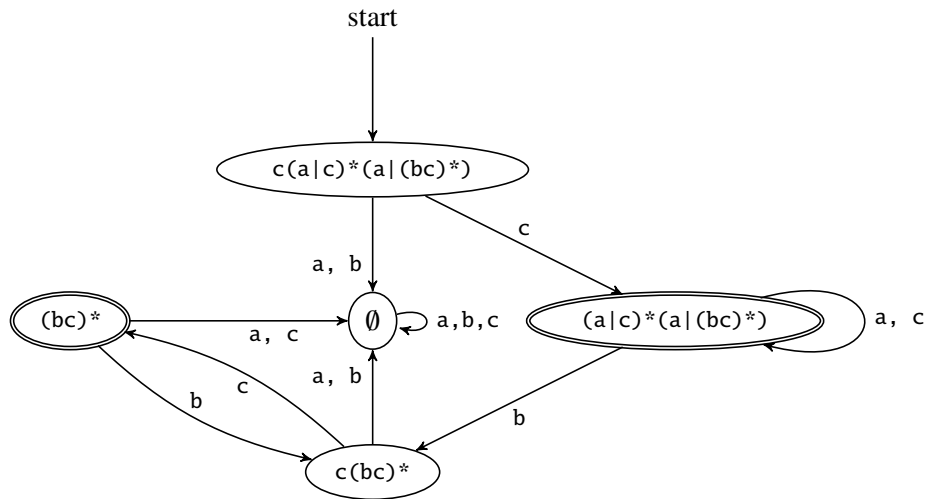 start
c(a|c)*(a|(bc)*)
c
a, b
(bc)*
∅
a,b,c
(a|c)*(a|(bc)*)
a, c
a, c
a, b
c
b
b
c(bc)*